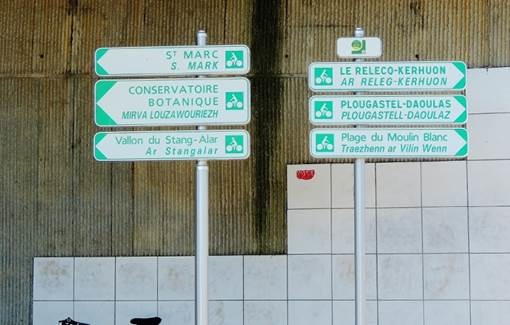 St MARC
S. MARK
CONSERVATOIRE
BOTANIQUE
MIRVA LOUZAWOURIEZH
Vallon du Stang-Alar
Ar Stangalar
LE RELECQ-KERHUON
AR RELEG-KERHUON
PLOUGASTEL-DAOULAS
PLOUGASTELL-DAOULAZ
Plage du Moulin Blanc
Traezhenn ar Vilin Wenn